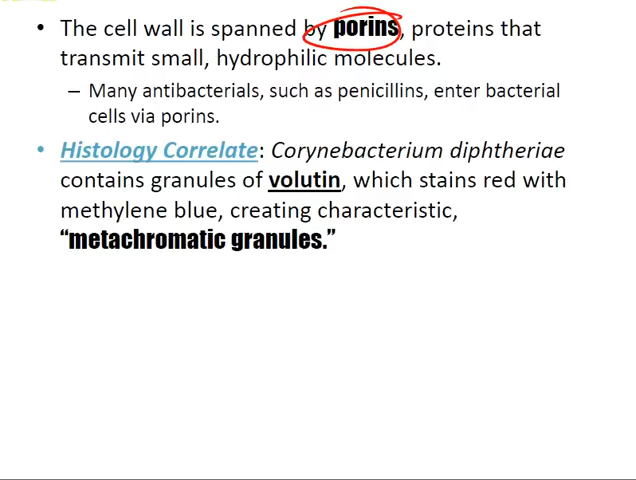 • The cell wall is spanned by porins, proteins that
transmit small, hydrophilic molecules.
– Many antibacterials, such as penicillins, enter bacterial
cells via porins.
• Histology Correlate: Corynebacterium diphtheriae
contains granules of volutin, which stains red with
methylene blue, creating characteristic,
“metachromatic granules.”